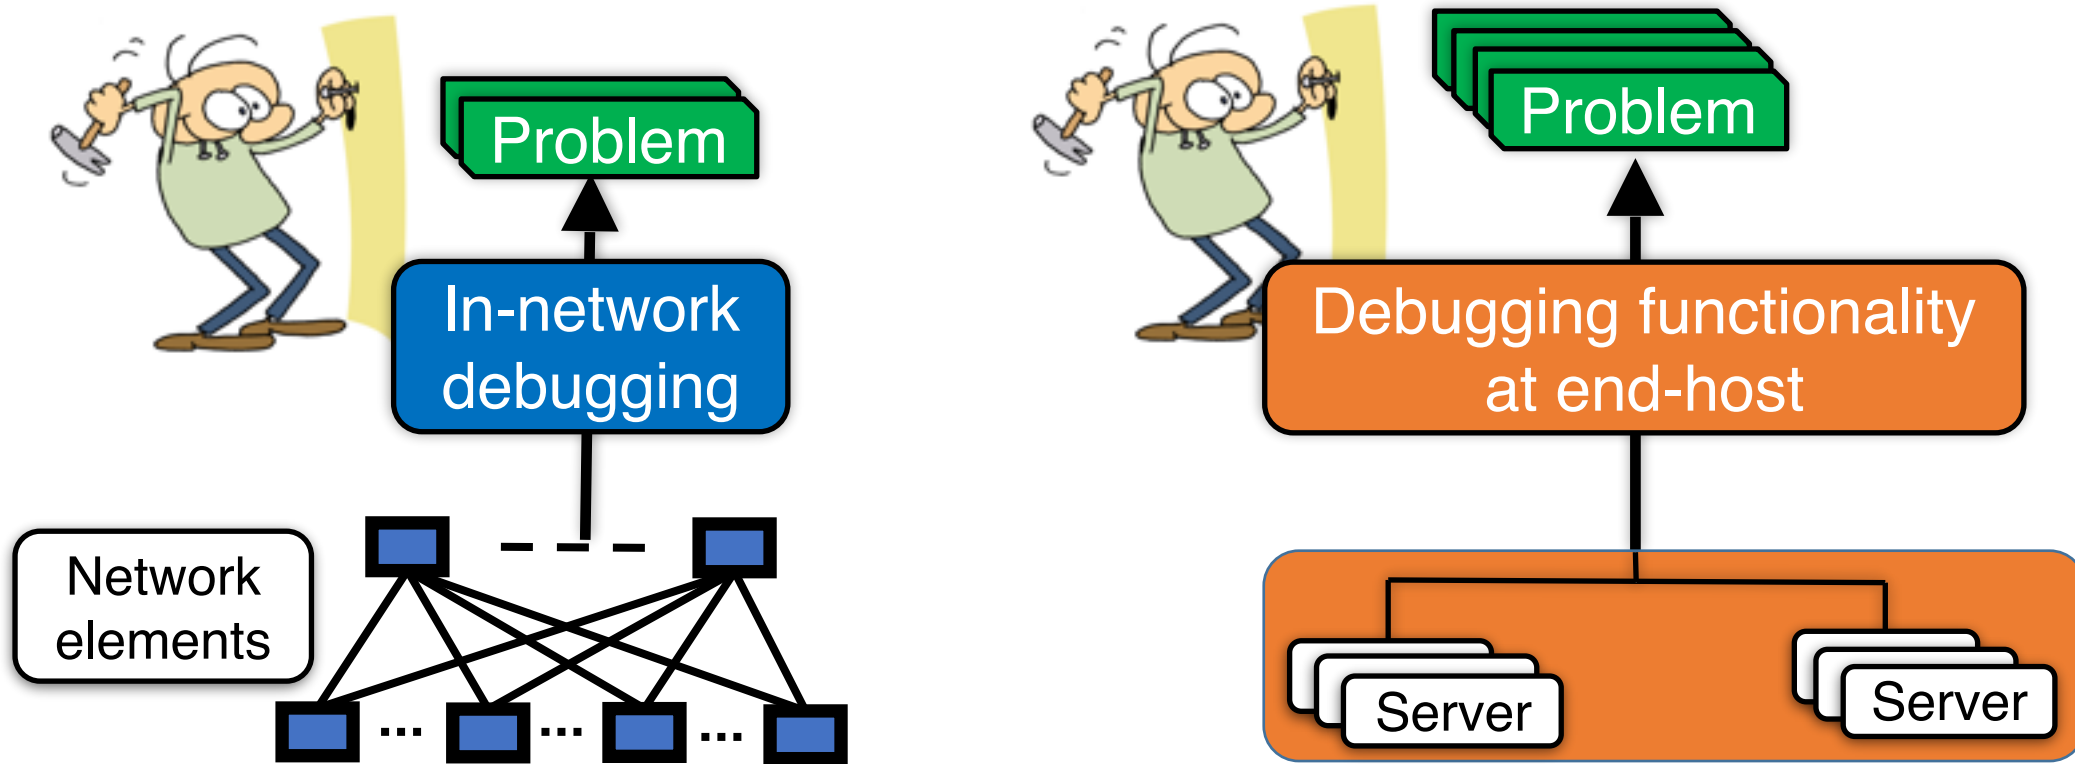 Problem
In-network
debugging
Network
elements
...
...
...
Problem
Debugging functionality
at end-host
Server
Server